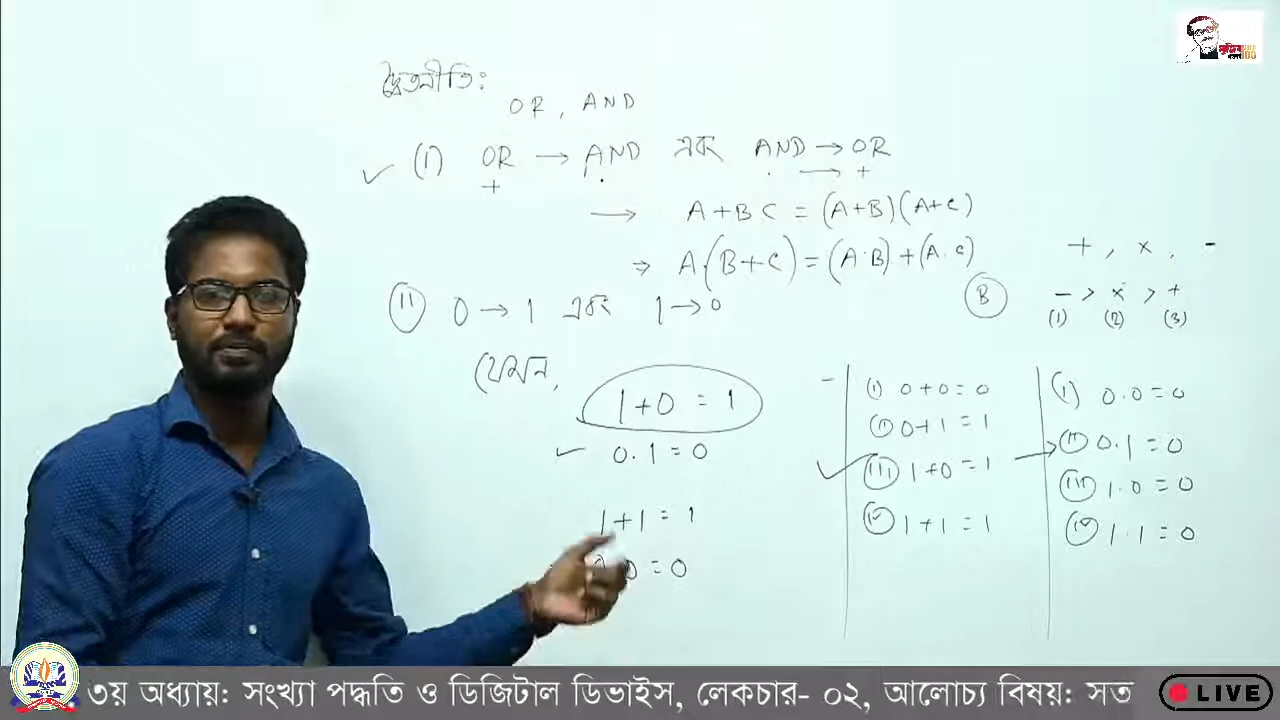 দ্বৈতনীতি:
OR, AND
(i) OR → AND এবং AND → OR
+ . . → +
→ A + BC = (A+B)(A+C)
⇒ A(B+C) = (A·B) + (A·C)
+ , × , -
B
- > × > +
(1) (2) (3)
(ii) 0 → 1 এবং 1 → 0
যেমন,
1+0 = 1
0.1 = 0
1+1 = 1
0 = 0
(i) 0+0=0
(ii) 0+1=1
(iii) 1+0=1
(iv) 1+1=1
(i) 0.0=0
(ii) 0.1=0
(iii) 1.0=0
(iv) 1.1=0
৩য় অধ্যায়: সংখ্যা পদ্ধতি ও ডিজিটাল ডিভাইস, লেকচার- ০২, আলোচ্য বিষয়: সত
LIVE